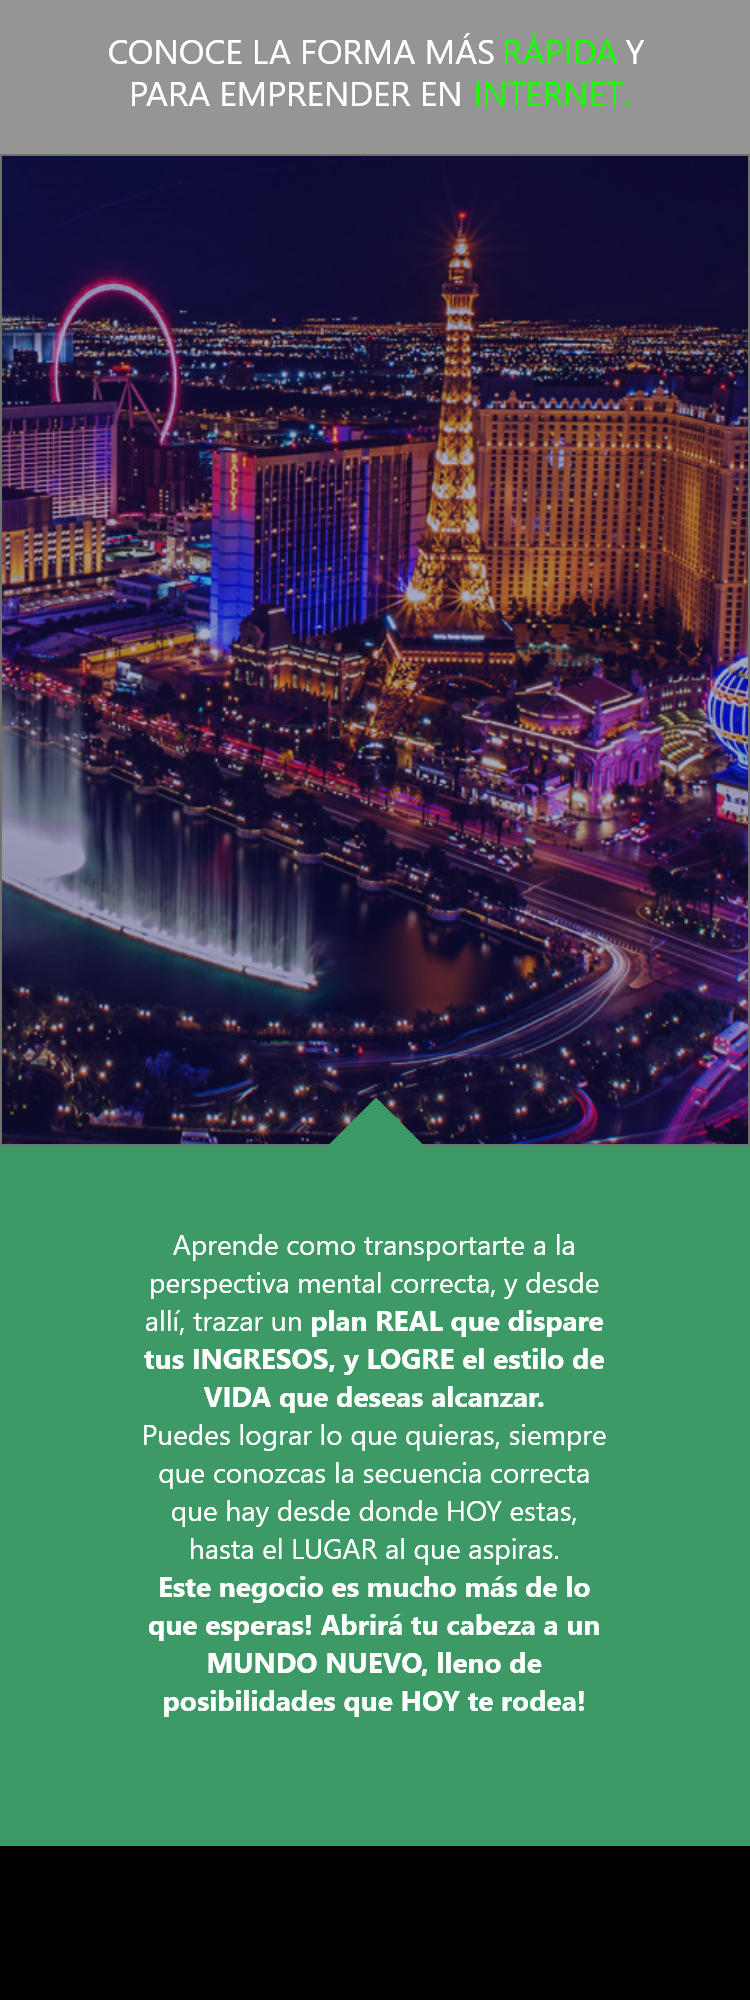 CONOCE LA FORMA MÁS RÁPIDA Y
PARA EMPRENDER EN INTERNET.
BALLYS
Aprende como transportarte a la
perspectiva mental correcta, y desde
allí, trazar un plan REAL que dispare
tus INGRESOS, y LOGRE el estilo de
VIDA que deseas alcanzar.
Puedes lograr lo que quieras, siempre
que conozcas la secuencia correcta
que hay desde donde HOY estas,
hasta el LUGAR al que aspiras.
Este negocio es mucho más de lo
que esperas! Abrirá tu cabeza a un
MUNDO NUEVO, lleno de
posibilidades que HOY te rodea!